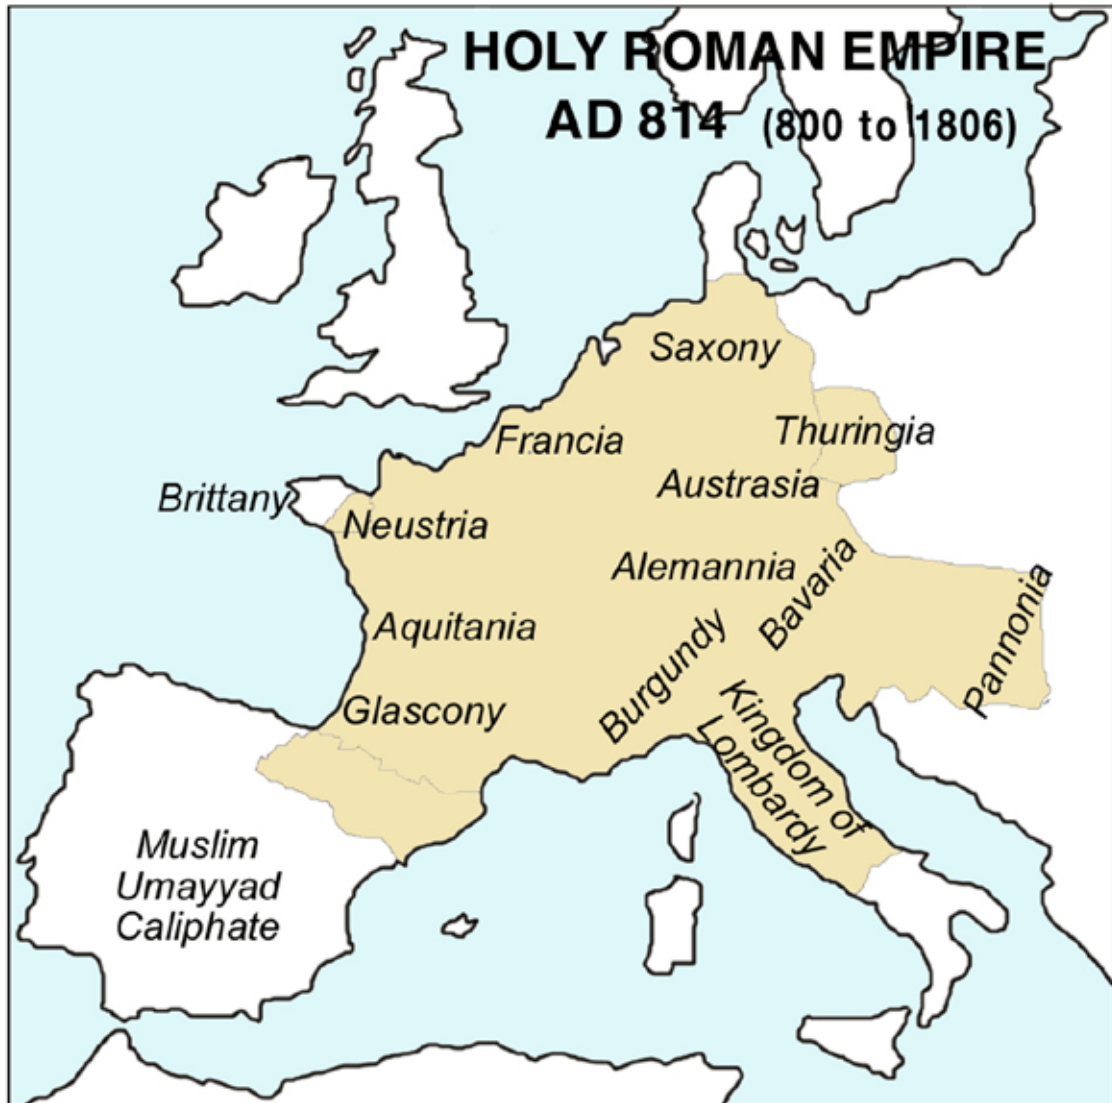 HOLY ROMAN EMPIRE
AD 814 (800 to 1806)
Saxony
Thuringia
Francia
Austrasia
Brittany
Neustria
Alemannia
Bavaria
Pannonia
Aquitania
Burgundy
Glascony
Kingdom of
Lombardy
Muslim
Umayyad
Caliphate